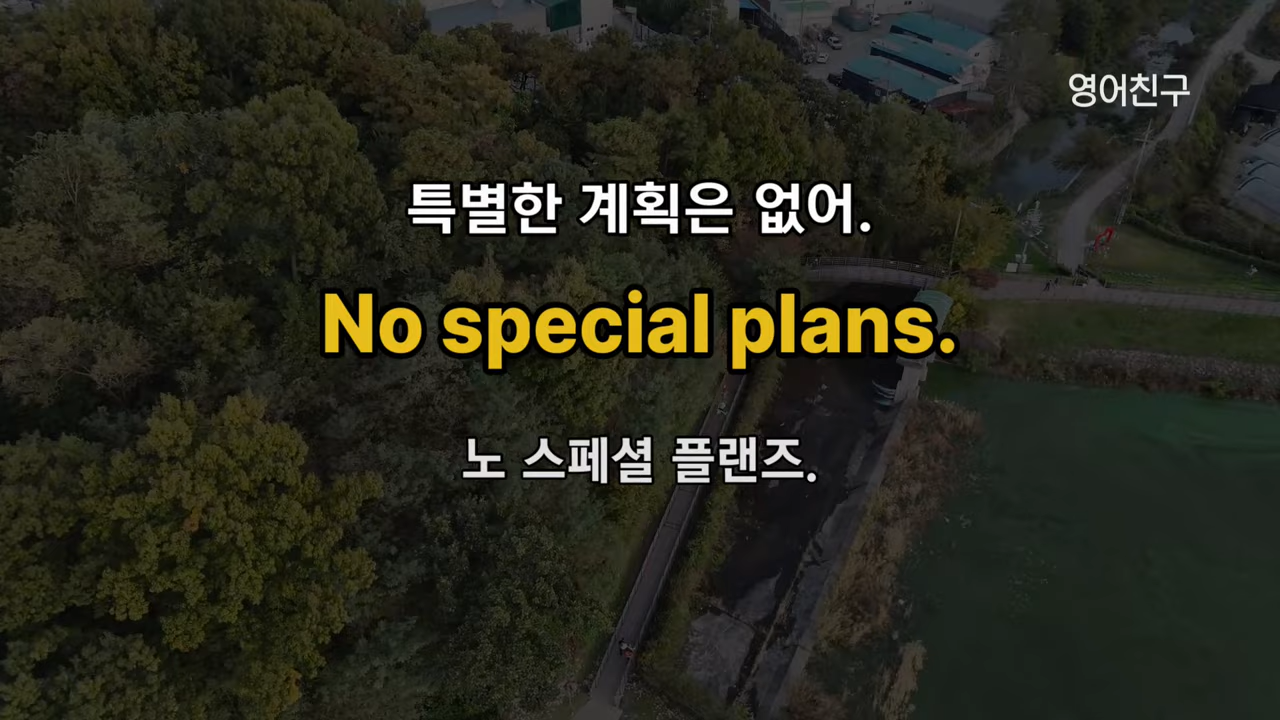 영어친구
특별한 계획은 없어.
No special plans.
노 스페셜 플랜즈.